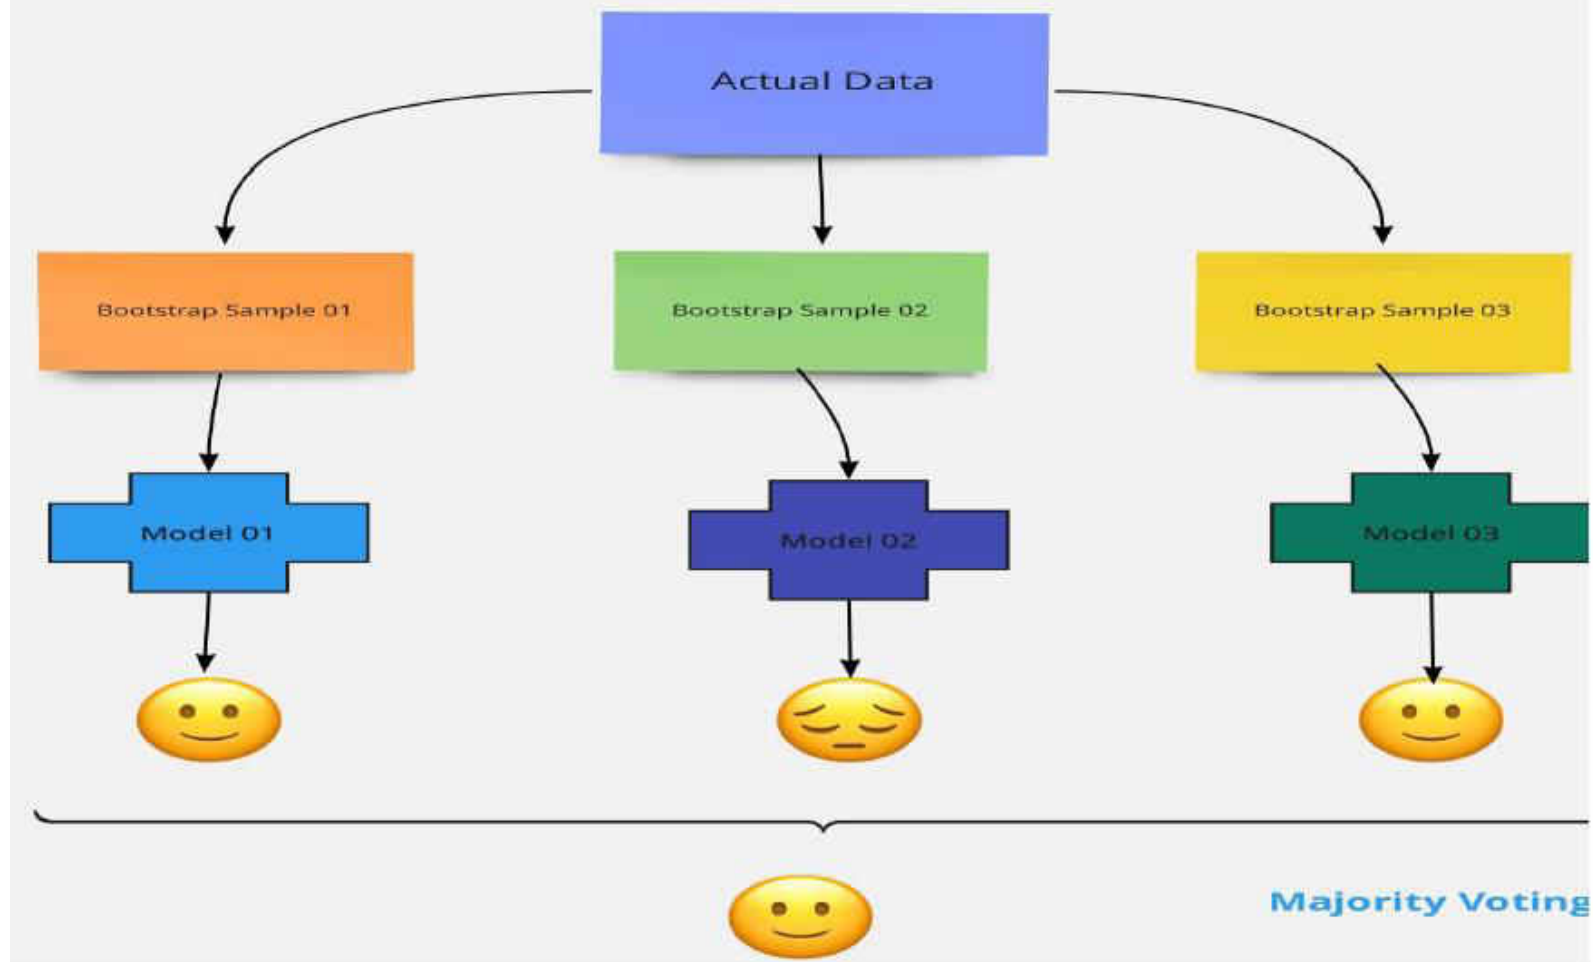 Actual Data
Bootstrap Sample 01
Bootstrap Sample 02
Bootstrap Sample 03
Model 01
Model 02
Model 03
Majority Voting